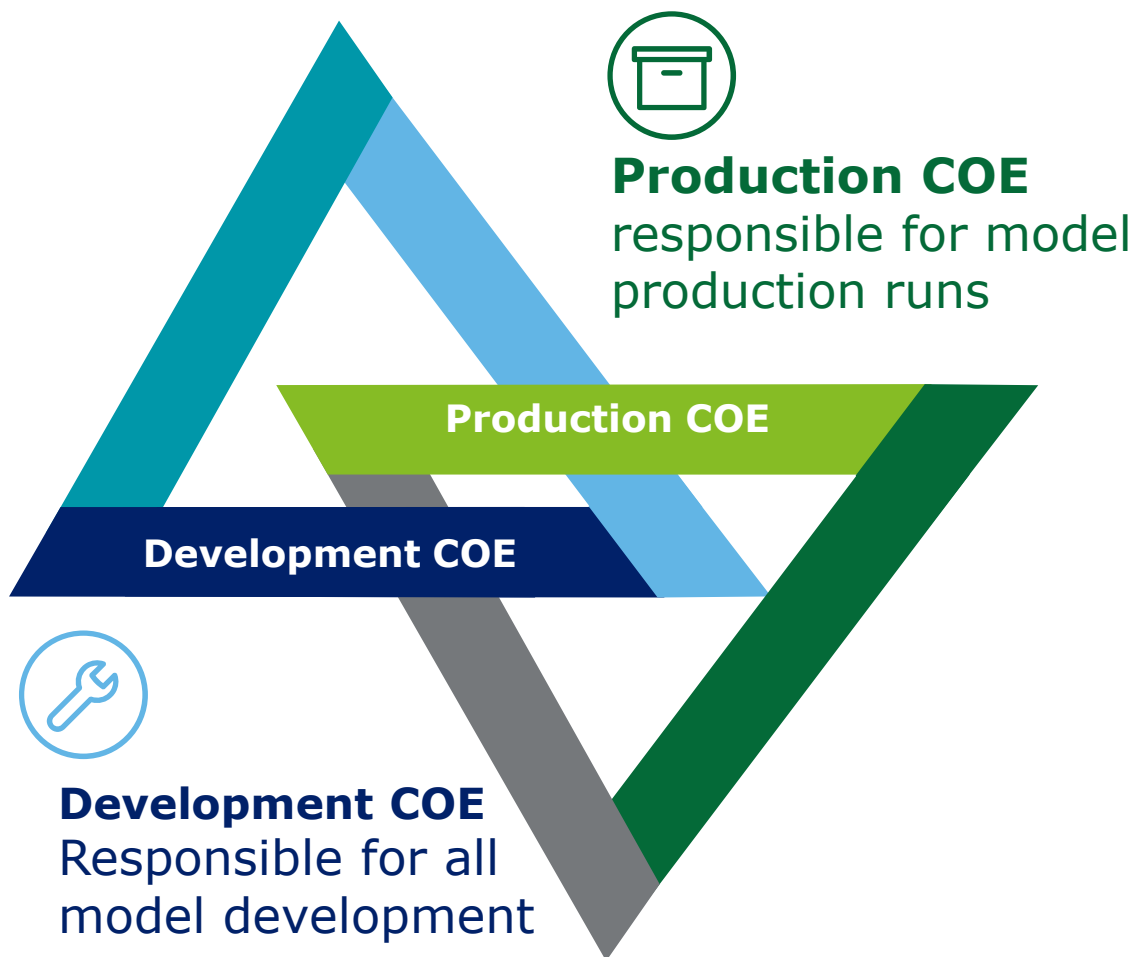 Production COE
responsible for model
production runs
Production COE
Development COE
Development COE
Responsible for all
model development